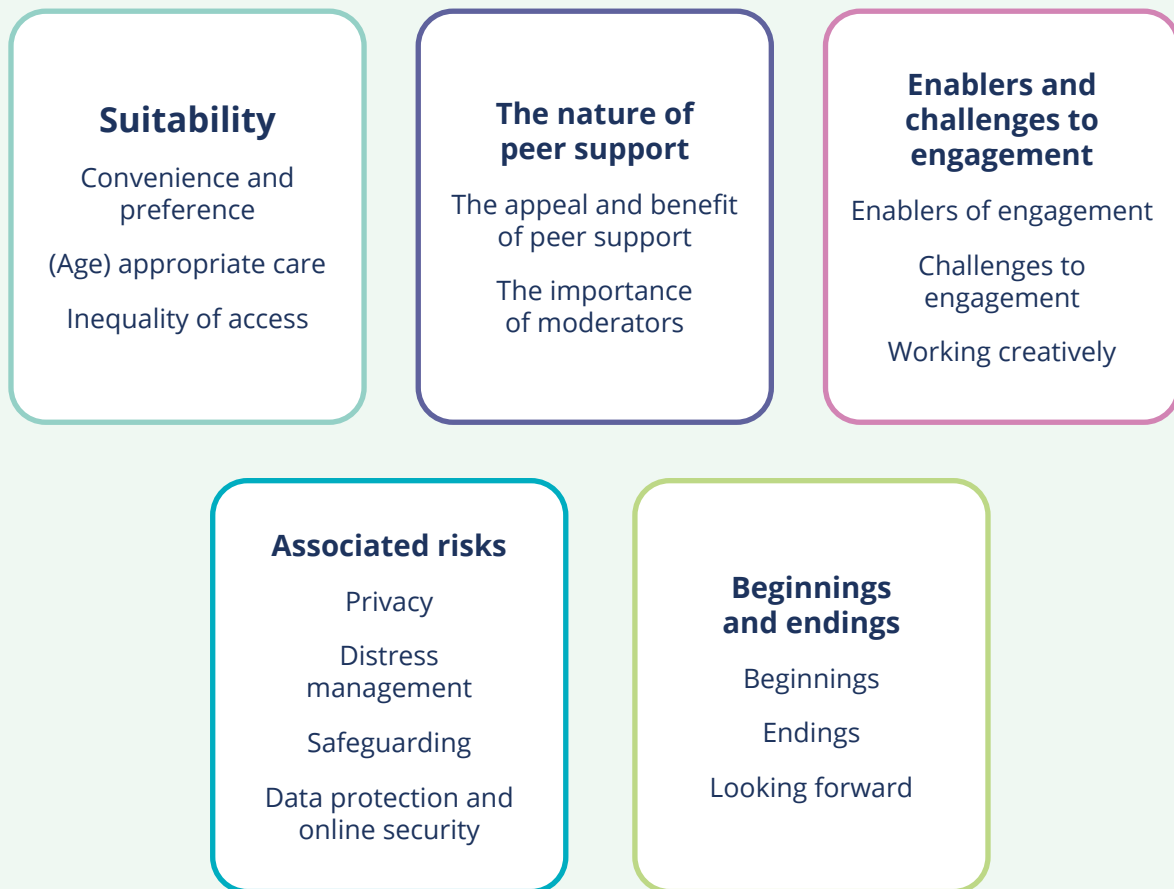 Suitability
Convenience and
preference
(Age) appropriate care
Inequality of access
The nature of
peer support
The appeal and benefit
of peer support
The importance
of moderators
Enablers and
challenges to
engagement
Enablers of engagement
Challenges to
engagement
Working creatively
Associated risks
Privacy
Distress
management
Safeguarding
Data protection and
online security
Beginnings
and endings
Beginnings
Endings
Looking forward